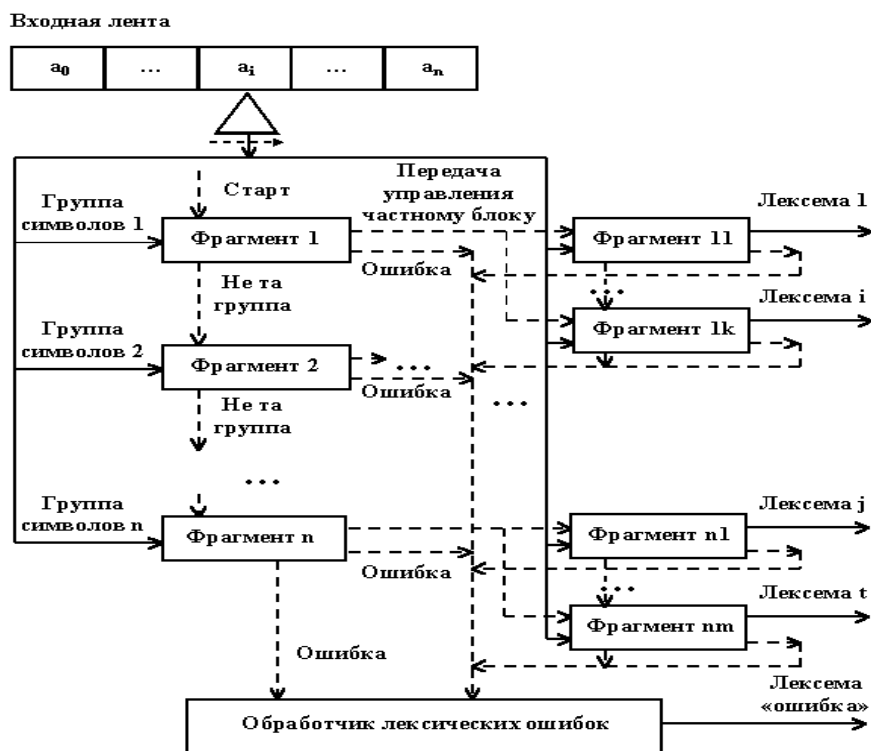 Входная лента
a0 ... ai ... an
Старт
Передача
управления
частному блоку
Группа
символов 1
Фрагмент 1
Фрагмент 11
Лексема 1
Ошибка
Не та
группа
...
Лексема i
Фрагмент 1k
Группа
символов 2
Фрагмент 2
...
Ошибка
...
Не та
группа
...
Группа
символов n
Фрагмент n
Фрагмент n1
Лексема j
Ошибка
...
Лексема t
Фрагмент nm
Ошибка
Лексема
«ошибка»
Обработчик лексических ошибок